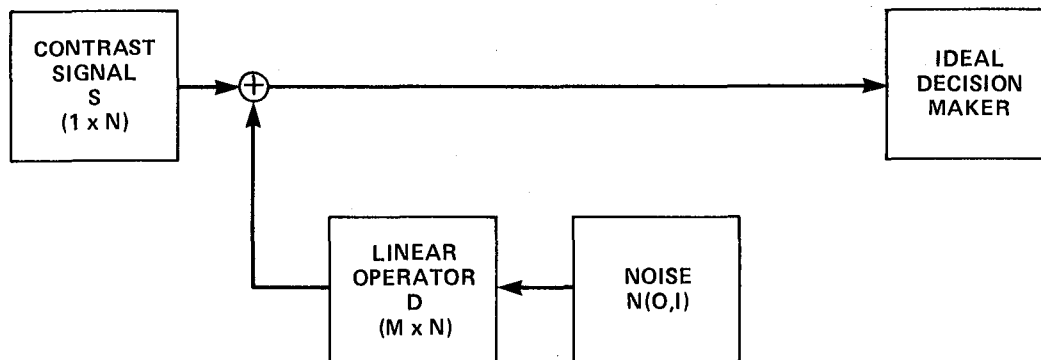 CONTRAST
SIGNAL
S
(1 x N)
+
IDEAL
DECISION
MAKER
LINEAR
OPERATOR
D
(M x N)
NOISE
N(O,I)